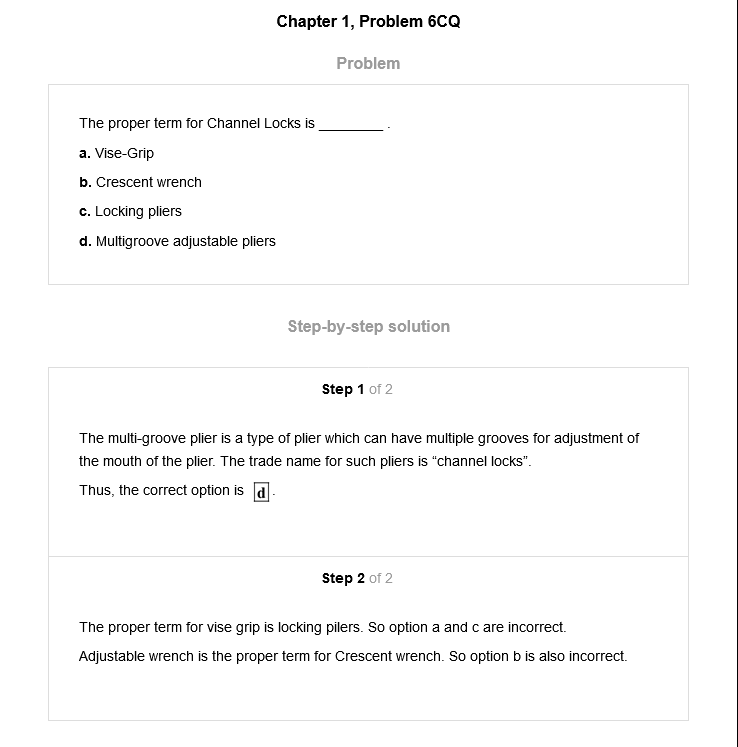 Chapter 1, Problem 6CQ
Problem
The proper term for Channel Locks is ________ .
a. Vise-Grip
b. Crescent wrench
c. Locking pliers
d. Multigroove adjustable pliers
Step-by-step solution
Step 1 of 2
The multi-groove plier is a type of plier which can have multiple grooves for adjustment of
the mouth of the plier. The trade name for such pliers is “channel locks”.
Thus, the correct option is d.
Step 2 of 2
The proper term for vise grip is locking pilers. So option a and c are incorrect.
Adjustable wrench is the proper term for Crescent wrench. So option b is also incorrect.